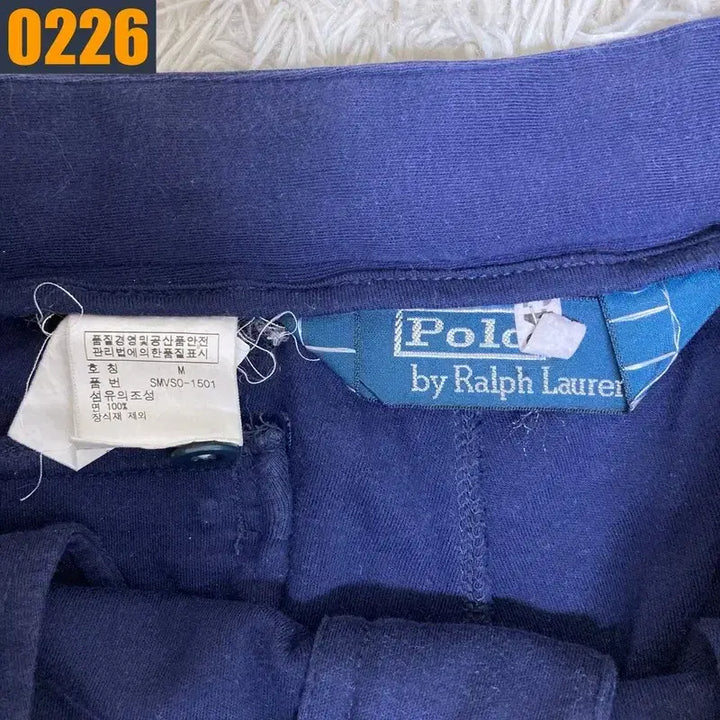 0226
품질경영및공산품안전
관리법에의한품질표시
호 칭 M
품 번 SMVSO-1501
섬유의조성
면 100%
장식재 제외
Polo
by Ralph Lauren